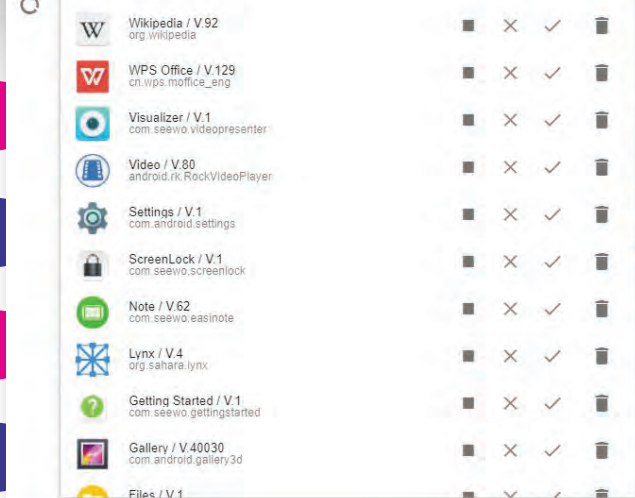 Wikipedia / V.92
org.wikipedia
WPS Office / V.129
cn.wps.moffice_eng
Visualizer / V.1
com.seewo.videopresenter
Video / V.80
android.rk.RockVideoPlayer
Settings / V.1
com.android.settings
ScreenLock / V.1
com.seewo.screenlock
Note / V.62
com.seewo.easinote
Lynx / V.4
org.sahara.lynx
Getting Started / V.1
com.seewo.gettingstarted
Gallery / V.40030
com.android.gallery3d
Files / V.1